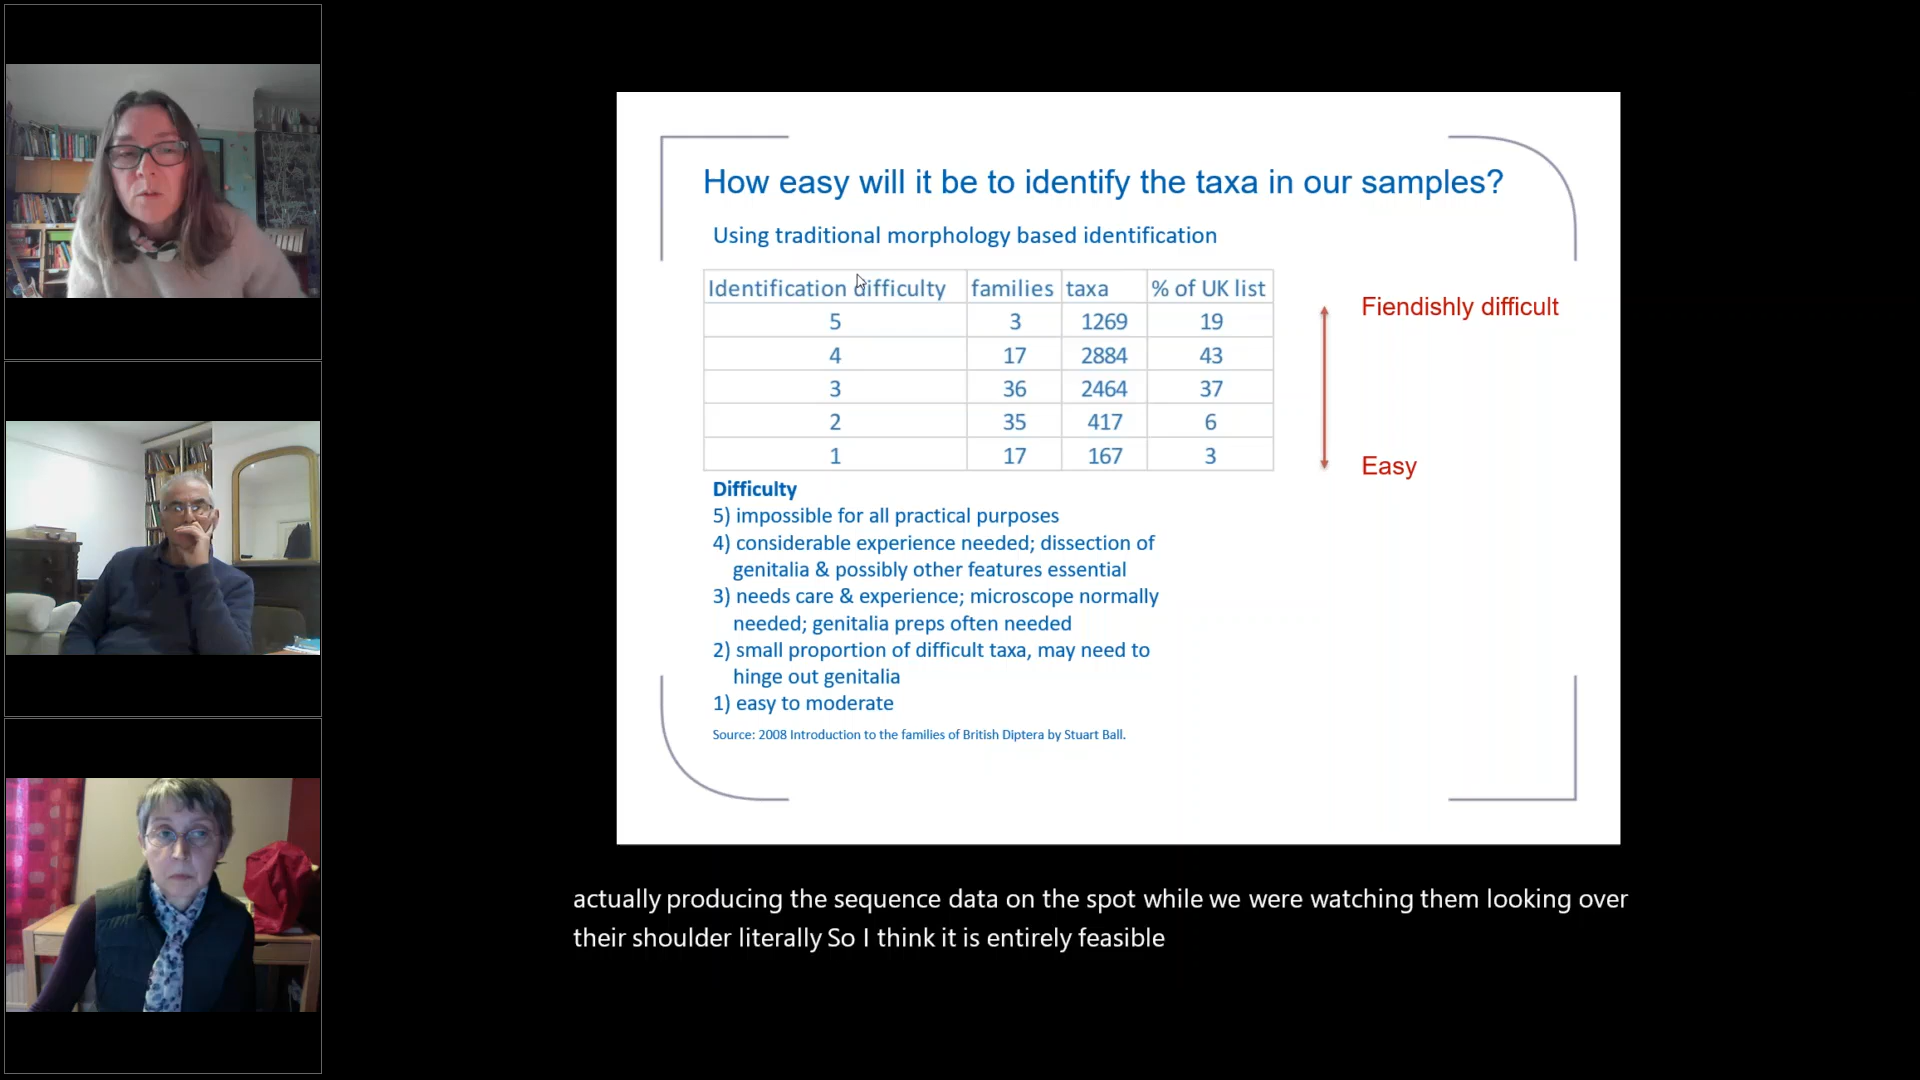 How easy will it be to identify the taxa in our samples?
Using traditional morphology based identification
Identification difficulty families taxa % of UK list
5 3 1269 19
4 17 2884 43
3 36 2464 37
2 35 417 6
1 17 167 3
Fiendishly difficult
Easy
Difficulty
5) impossible for all practical purposes
4) considerable experience needed; dissection of
genitalia & possibly other features essential
3) needs care & experience; microscope normally
needed; genitalia preps often needed
2) small proportion of difficult taxa, may need to
hinge out genitalia
1) easy to moderate
Source: 2008 Introduction to the families of British Diptera by Stuart Ball.
actually producing the sequence data on the spot while we were watching them looking over
their shoulder literally So I think it is entirely feasible